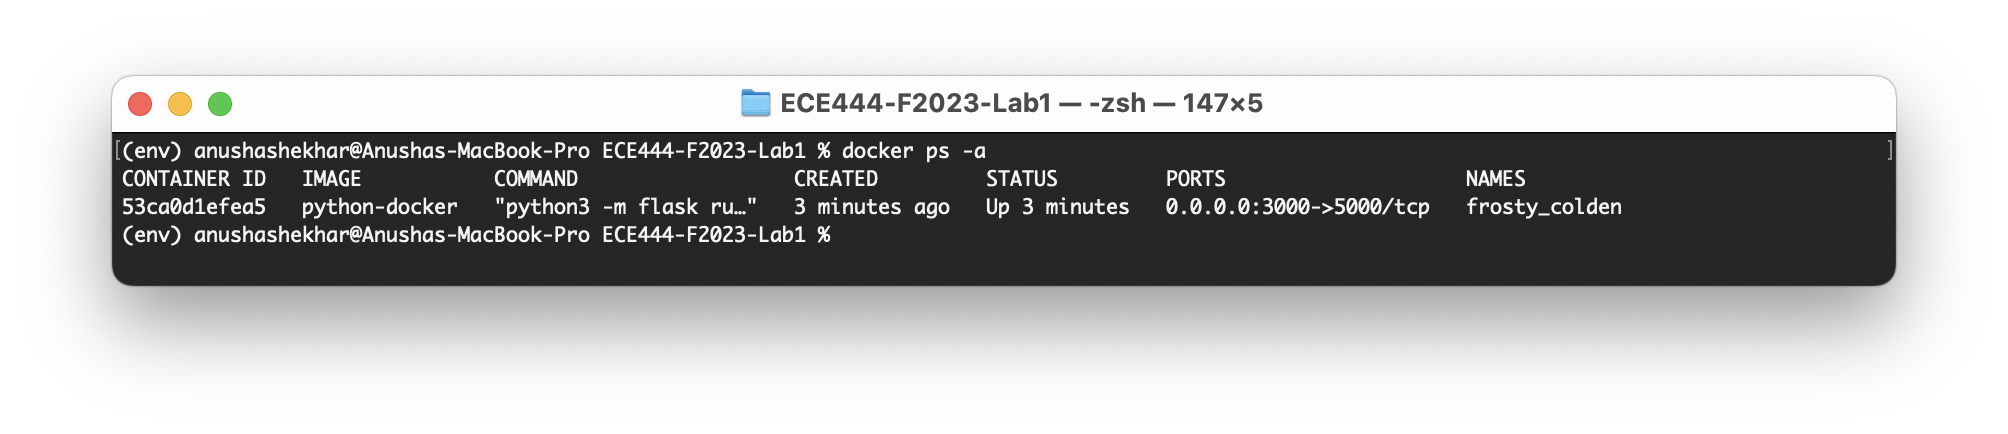 ECE444-F2023-Lab1 — -zsh — 147×5
[(env) anushashekhar@Anushas-MacBook-Pro ECE444-F2023-Lab1 % docker ps -a ]
CONTAINER ID   IMAGE           COMMAND                  CREATED         STATUS         PORTS                    NAMES
53ca0d1efea5   python-docker   "python3 -m flask ru…"   3 minutes ago   Up 3 minutes   0.0.0.0:3000->5000/tcp   frosty_colden
(env) anushashekhar@Anushas-MacBook-Pro ECE444-F2023-Lab1 %